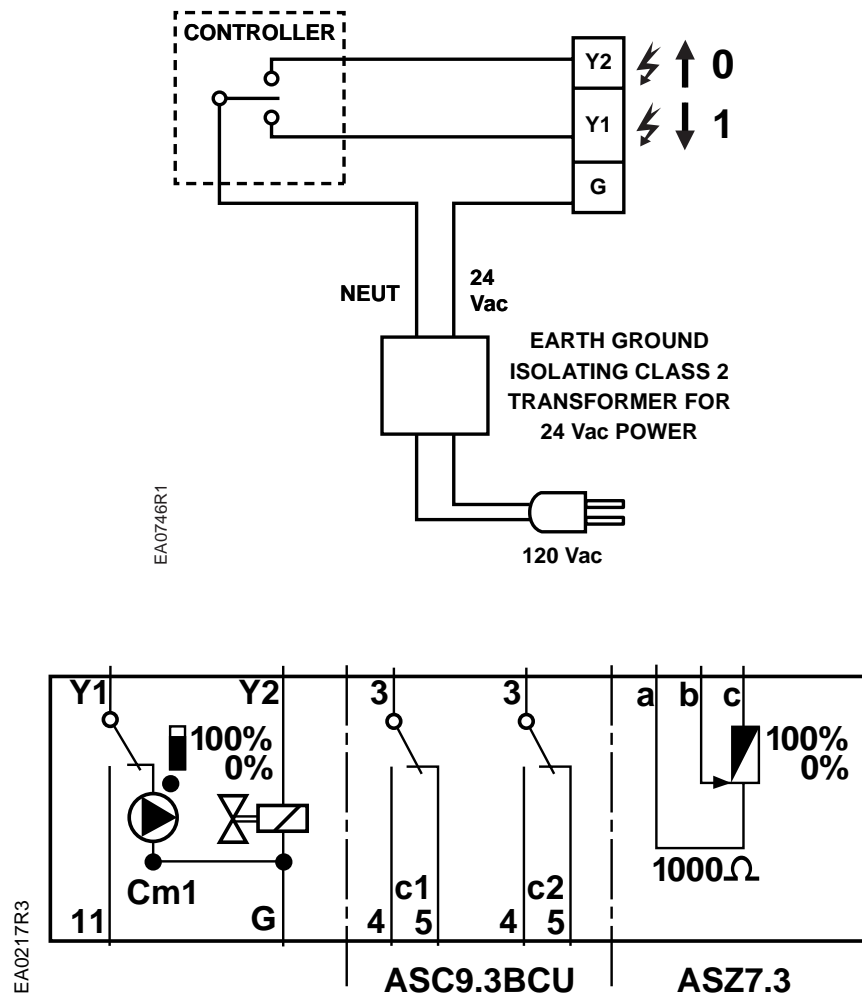 CONTROLLER
Y2
0
Y1
1
G
NEUT
24
Vac
EARTH GROUND
ISOLATING CLASS 2
TRANSFORMER FOR
24 Vac POWER
EA0746R1
120 Vac
Y1 Y2 3 3 a b c
100% 100%
0% 0%
1000Ω
Cm1 c1 c2
11 G 4 5 4 5
EA0217R3
ASC9.3BCU ASZ7.3